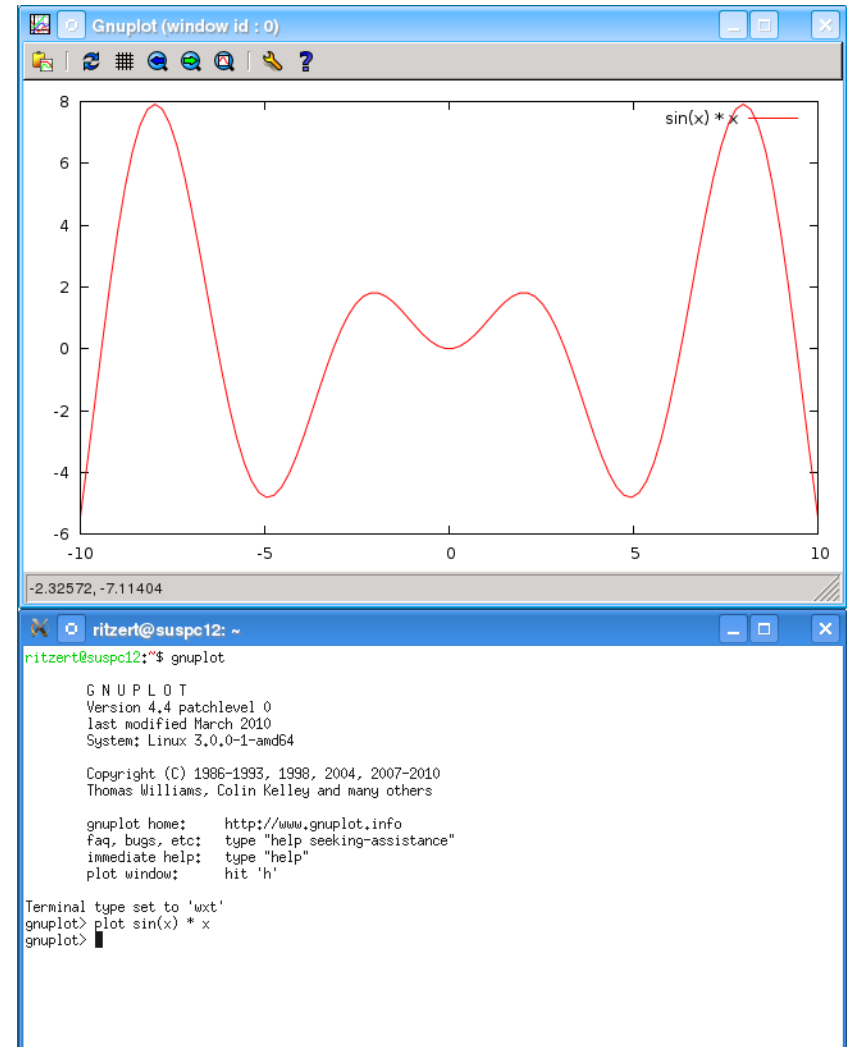 Gnuplot (window id : 0)
8
sin(x) * x
6
4
2
0
-2
-4
-6
-10 -5 0 5 10
-2.32572, -7.11404
ritzert@suspc12: ~
ritzert@suspc12:~$ gnuplot
G N U P L O T
Version 4.4 patchlevel 0
last modified March 2010
System: Linux 3.0.0-1-amd64
Copyright (C) 1986-1993, 1998, 2004, 2007-2010
Thomas Williams, Colin Kelley and many others
gnuplot home:     http://www.gnuplot.info
faq, bugs, etc:   type "help seeking-assistance"
immediate help:   type "help"
plot window:      hit 'h'
Terminal type set to 'wxt'
gnuplot> plot sin(x) * x
gnuplot>